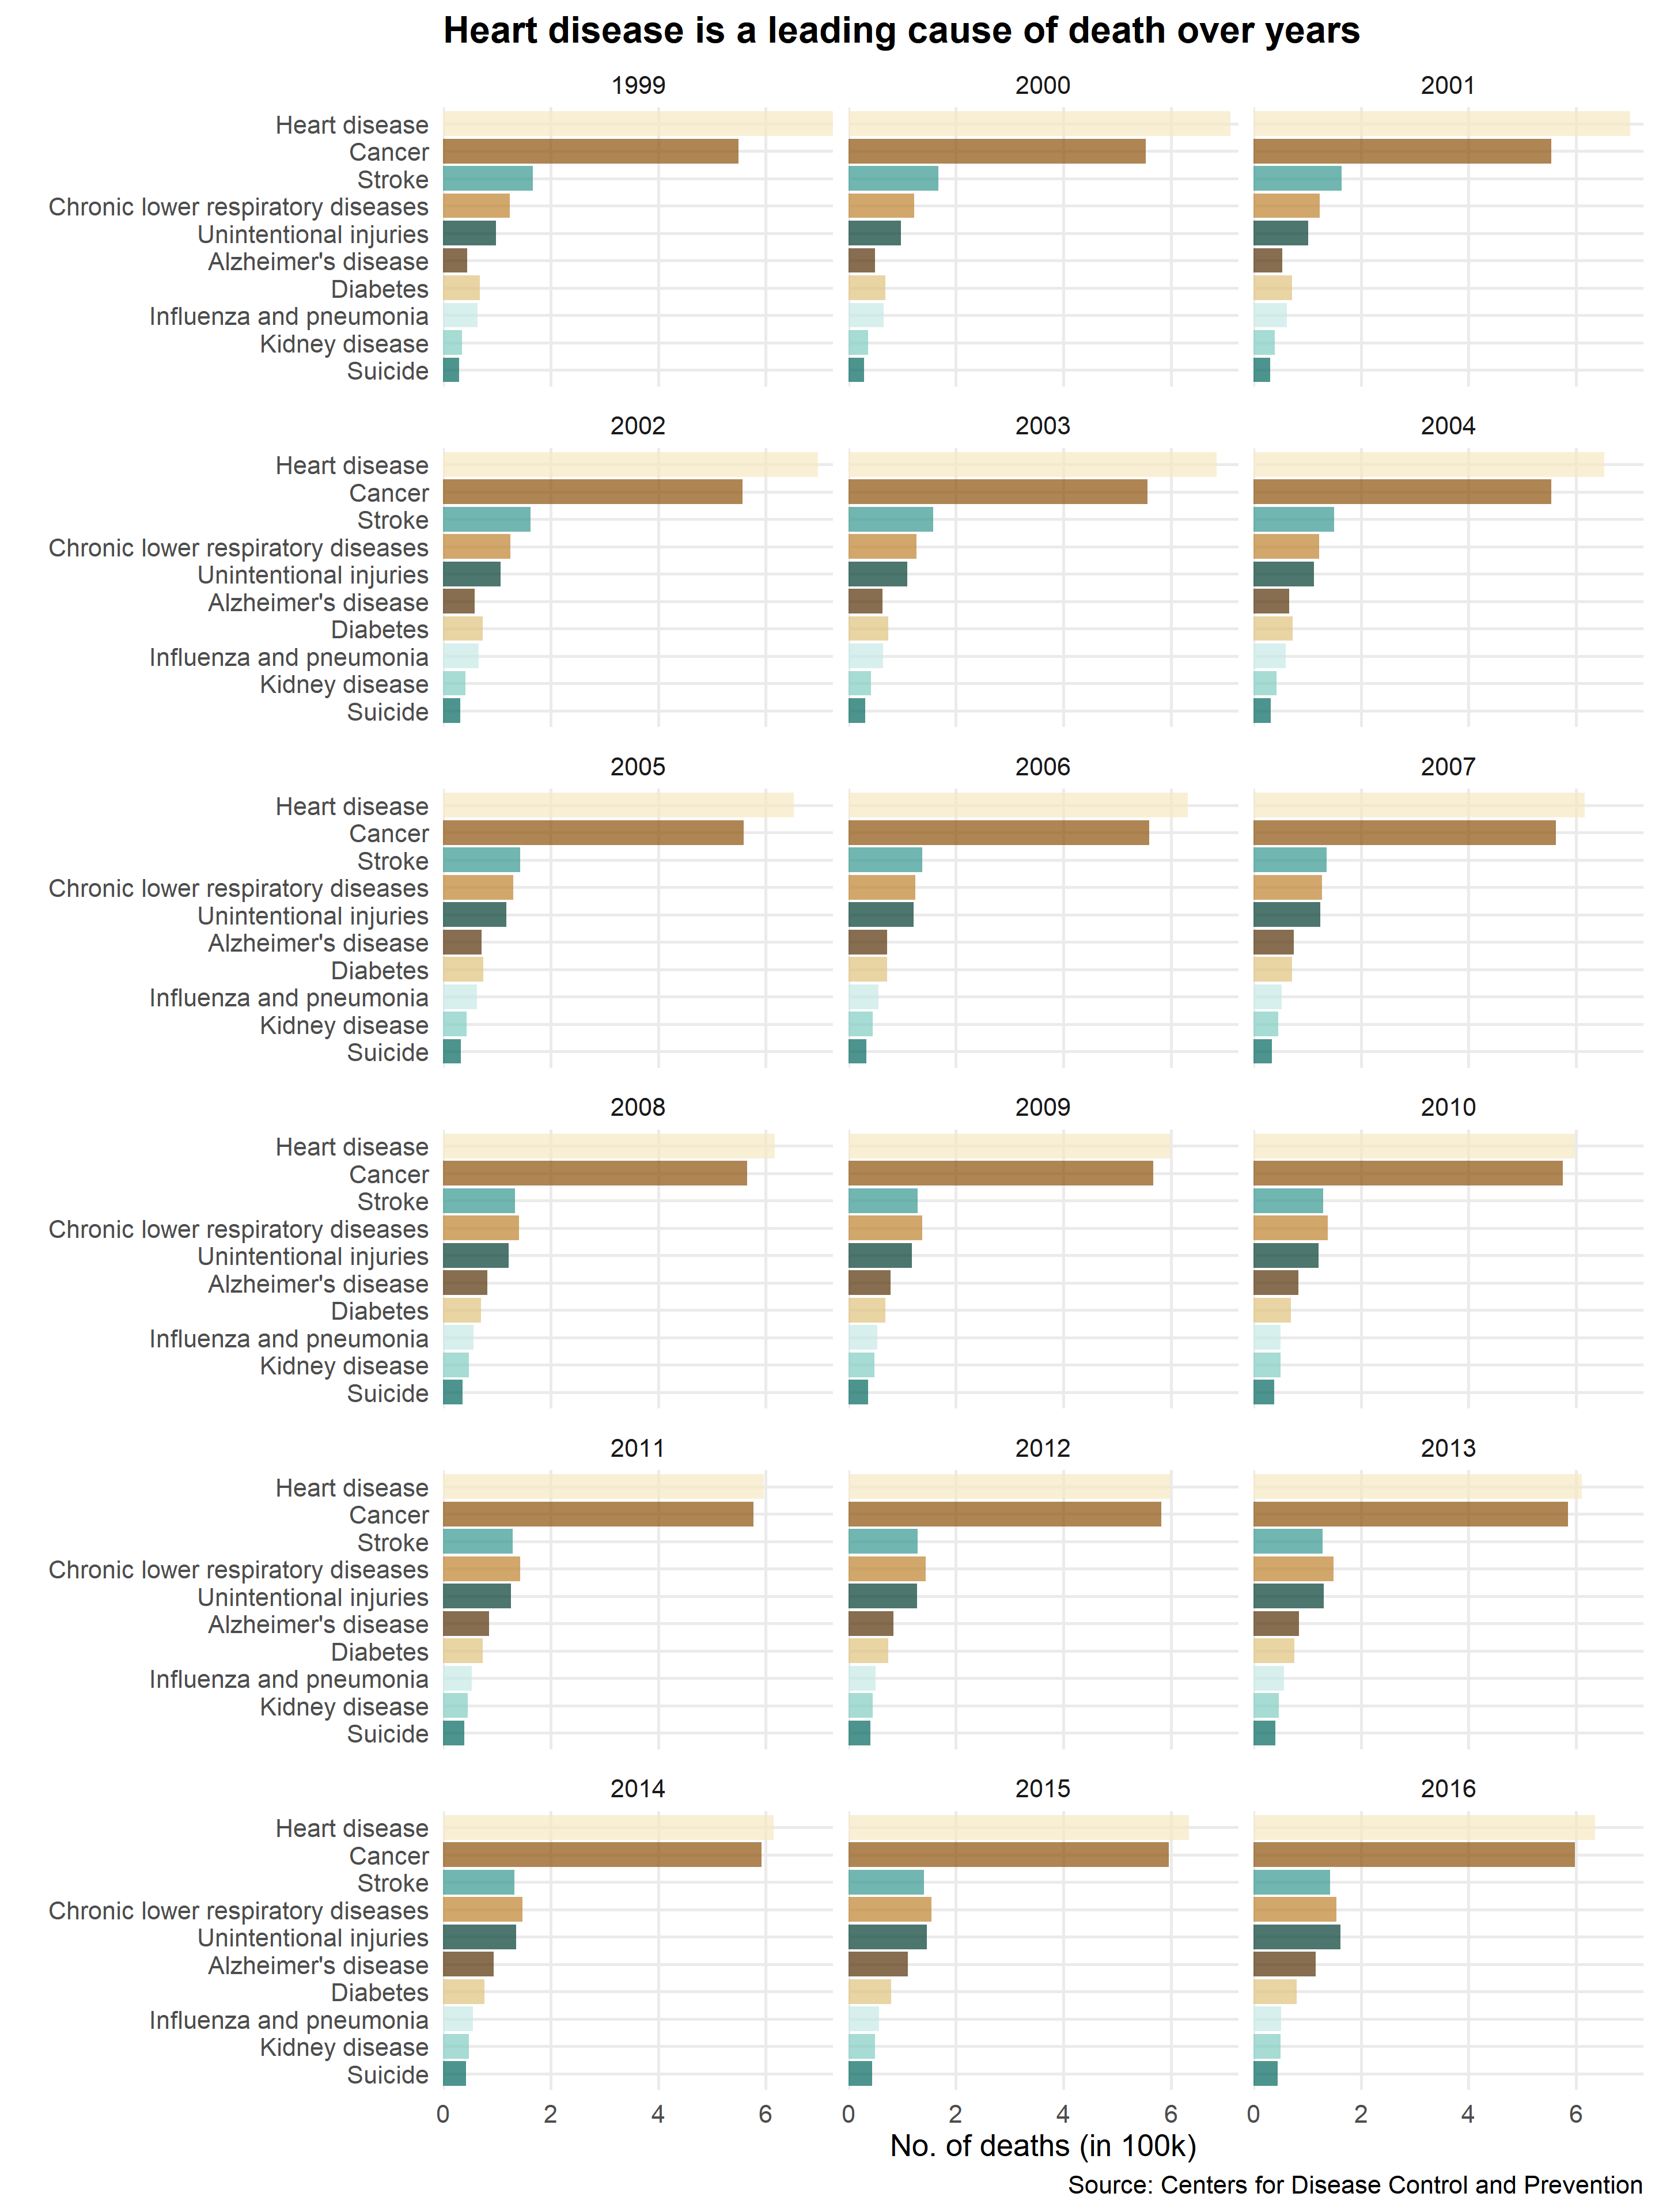 Heart disease is a leading cause of death over years
1999 2000 2001
Heart disease
Cancer
Stroke
Chronic lower respiratory diseases
Unintentional injuries
Alzheimer's disease
Diabetes
Influenza and pneumonia
Kidney disease
Suicide
2002 2003 2004
Heart disease
Cancer
Stroke
Chronic lower respiratory diseases
Unintentional injuries
Alzheimer's disease
Diabetes
Influenza and pneumonia
Kidney disease
Suicide
2005 2006 2007
Heart disease
Cancer
Stroke
Chronic lower respiratory diseases
Unintentional injuries
Alzheimer's disease
Diabetes
Influenza and pneumonia
Kidney disease
Suicide
2008 2009 2010
Heart disease
Cancer
Stroke
Chronic lower respiratory diseases
Unintentional injuries
Alzheimer's disease
Diabetes
Influenza and pneumonia
Kidney disease
Suicide
2011 2012 2013
Heart disease
Cancer
Stroke
Chronic lower respiratory diseases
Unintentional injuries
Alzheimer's disease
Diabetes
Influenza and pneumonia
Kidney disease
Suicide
2014 2015 2016
Heart disease
Cancer
Stroke
Chronic lower respiratory diseases
Unintentional injuries
Alzheimer's disease
Diabetes
Influenza and pneumonia
Kidney disease
Suicide
0 2 4 6 0 2 4 6 0 2 4 6
No. of deaths (in 100k)
Source: Centers for Disease Control and Prevention